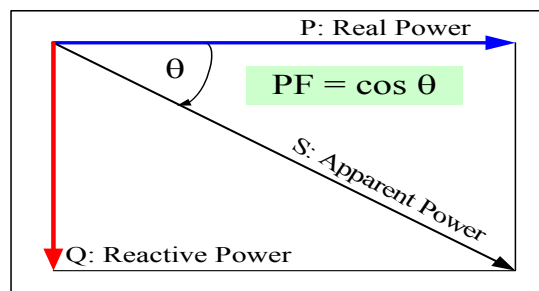 P: Real Power
θ
PF = cos θ
S: Apparent Power
Q: Reactive Power